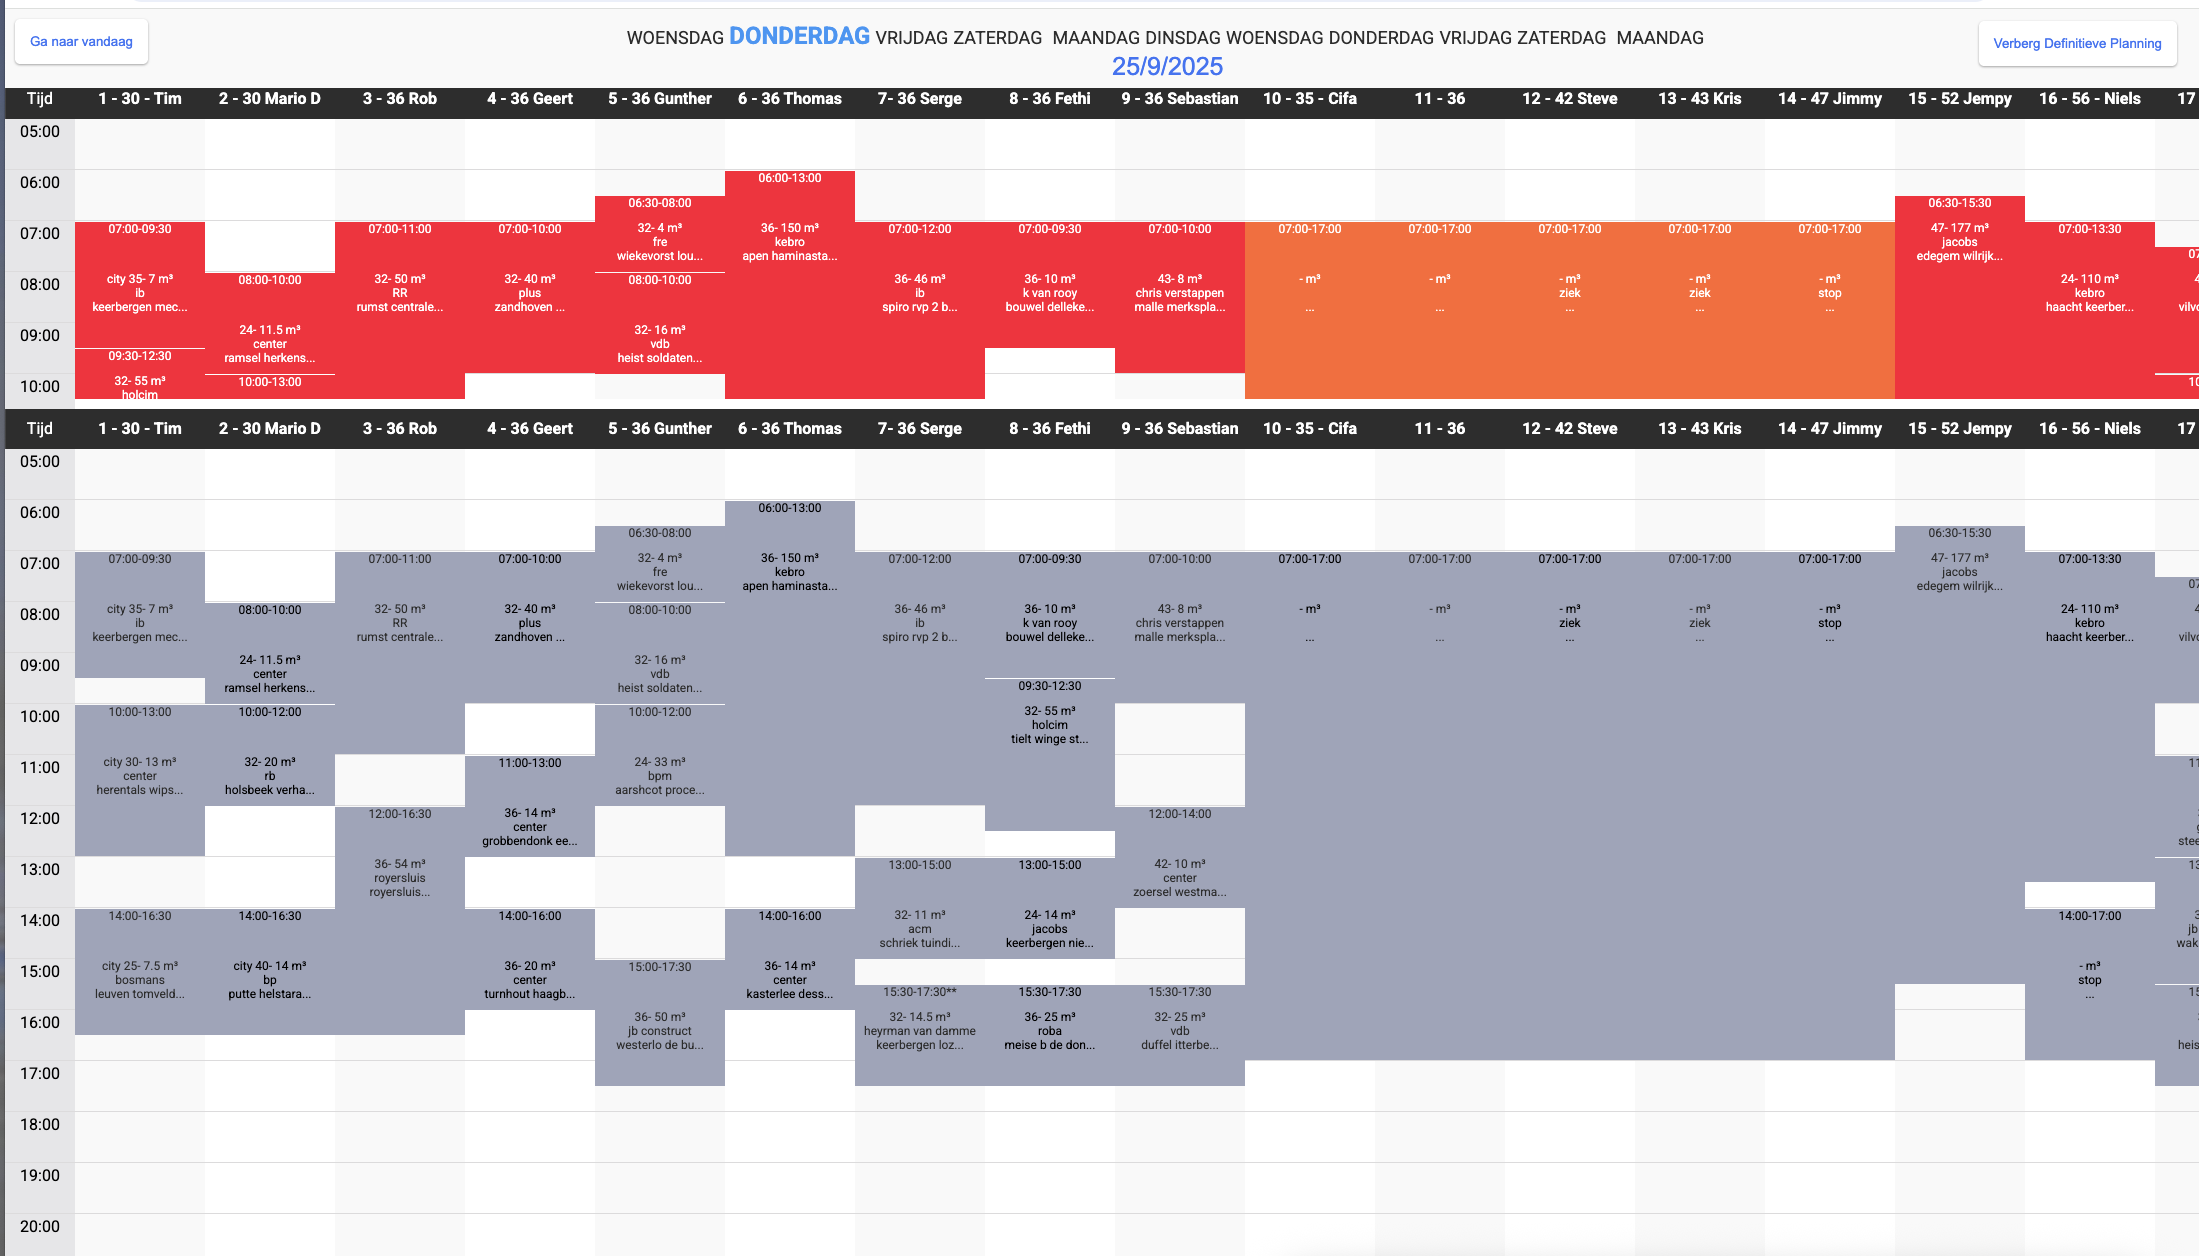 Ga naar vandaag
WOENSDAG DONDERDAG VRIJDAG ZATERDAG MAANDAG DINSDAG WOENSDAG DONDERDAG VRIJDAG ZATERDAG MAANDAG
25/9/2025
Verberg Definitieve Planning
Tijd 1 - 30 - Tim 2 - 30 Mario D 3 - 36 Rob 4 - 36 Geert 5 - 36 Gunther 6 - 36 Thomas 7- 36 Serge 8 - 36 Fethi 9 - 36 Sebastian 10 - 35 - Cifa 11 - 36 12 - 42 Steve 13 - 43 Kris 14 - 47 Jimmy 15 - 52 Jempy 16 - 56 - Niels 17
05:00
06:00
07:00
08:00
09:00
10:00
07:00-09:30
city 35- 7 m³
ib
keerbergen mec...
09:30-12:30
32- 55 m³
holcim
08:00-10:00
24- 11.5 m³
center
ramsel herkens...
10:00-13:00
07:00-11:00
32- 50 m³
RR
rumst centrale...
07:00-10:00
32- 40 m³
plus
zandhoven ...
06:30-08:00
32- 4 m³
fre
wiekevorst lou...
08:00-10:00
32- 16 m³
vdb
heist soldaten...
06:00-13:00
36- 150 m³
kebro
apen haminasta...
07:00-12:00
36- 46 m³
ib
spiro rvp 2 b...
07:00-09:30
36- 10 m³
k van rooy
bouwel delleke...
07:00-10:00
43- 8 m³
chris verstappen
malle merkspla...
07:00-17:00
- m³
...
07:00-17:00
- m³
...
07:00-17:00
- m³
ziek
...
07:00-17:00
- m³
ziek
...
07:00-17:00
- m³
stop
...
06:30-15:30
47- 177 m³
jacobs
edegem wilrijk...
07:00-13:30
24- 110 m³
kebro
haacht keerber...
07
4
vilv
10
Tijd 1 - 30 - Tim 2 - 30 Mario D 3 - 36 Rob 4 - 36 Geert 5 - 36 Gunther 6 - 36 Thomas 7- 36 Serge 8 - 36 Fethi 9 - 36 Sebastian 10 - 35 - Cifa 11 - 36 12 - 42 Steve 13 - 43 Kris 14 - 47 Jimmy 15 - 52 Jempy 16 - 56 - Niels 17
05:00
06:00
07:00
08:00
09:00
10:00
11:00
12:00
13:00
14:00
15:00
16:00
17:00
18:00
19:00
20:00
07:00-09:30
city 35- 7 m³
ib
keerbergen mec...
10:00-13:00
city 30- 13 m³
center
herentals wips...
14:00-16:30
city 25- 7.5 m³
bosmans
leuven tomveld...
08:00-10:00
24- 11.5 m³
center
ramsel herkens...
10:00-12:00
32- 20 m³
rb
holsbeek verha...
14:00-16:30
city 40- 14 m³
bp
putte helstara...
07:00-11:00
32- 50 m³
RR
rumst centrale...
12:00-16:30
36- 54 m³
royersluis
royersluis...
07:00-10:00
32- 40 m³
plus
zandhoven ...
11:00-13:00
36- 14 m³
center
grobbendonk ee...
14:00-16:00
36- 20 m³
center
turnhout haagb...
06:30-08:00
32- 4 m³
fre
wiekevorst lou...
08:00-10:00
32- 16 m³
vdb
heist soldaten...
10:00-12:00
24- 33 m³
bpm
aarshcot proce...
15:00-17:30
36- 50 m³
jb construct
westerlo de bu...
06:00-13:00
36- 150 m³
kebro
apen haminasta...
14:00-16:00
36- 14 m³
center
kasterlee dess...
07:00-12:00
36- 46 m³
ib
spiro rvp 2 b...
13:00-15:00
32- 11 m³
acm
schriek tuindi...
15:30-17:30**
32- 14.5 m³
heyrman van damme
keerbergen loz...
07:00-09:30
36- 10 m³
k van rooy
bouwel delleke...
09:30-12:30
32- 55 m³
holcim
tielt winge st...
13:00-15:00
24- 14 m³
jacobs
keerbergen nie...
15:30-17:30
36- 25 m³
roba
meise b de don...
07:00-10:00
43- 8 m³
chris verstappen
malle merkspla...
12:00-14:00
42- 10 m³
center
zoersel westma...
15:30-17:30
32- 25 m³
vdb
duffel itterbe...
07:00-17:00
- m³
...
07:00-17:00
- m³
...
07:00-17:00
- m³
ziek
...
07:00-17:00
- m³
ziek
...
07:00-17:00
- m³
stop
...
06:30-15:30
47- 177 m³
jacobs
edegem wilrijk...
07:00-13:30
24- 110 m³
kebro
haacht keerber...
14:00-17:00
- m³
stop
...
07
4
vilv
11
stee
13
3
jb
wak
15
heis